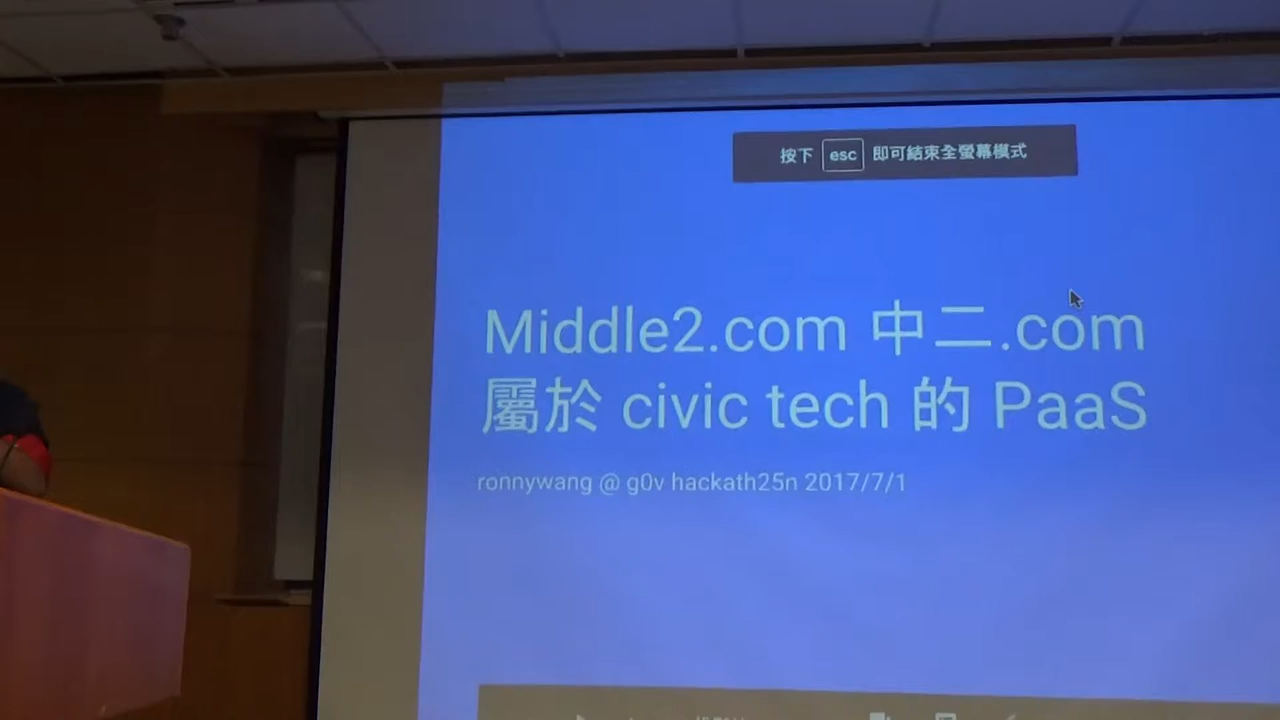 按下 esc 即可結束全螢幕模式
Middle2.com 中二.com
屬於 civic tech 的 PaaS
ronnywang @ g0v hackath25n 2017/7/1